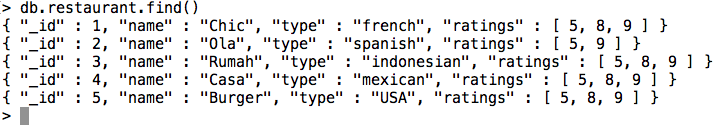 > db.restaurant.find()
{ "_id" : 1, "name" : "Chic", "type" : "french", "ratings" : [ 5, 8, 9 ] }
{ "_id" : 2, "name" : "Ola", "type" : "spanish", "ratings" : [ 5, 9 ] }
{ "_id" : 3, "name" : "Rumah", "type" : "indonesian", "ratings" : [ 5, 8, 9 ] }
{ "_id" : 4, "name" : "Casa", "type" : "mexican", "ratings" : [ 5, 8, 9 ] }
{ "_id" : 5, "name" : "Burger", "type" : "USA", "ratings" : [ 5, 8, 9 ] }
>